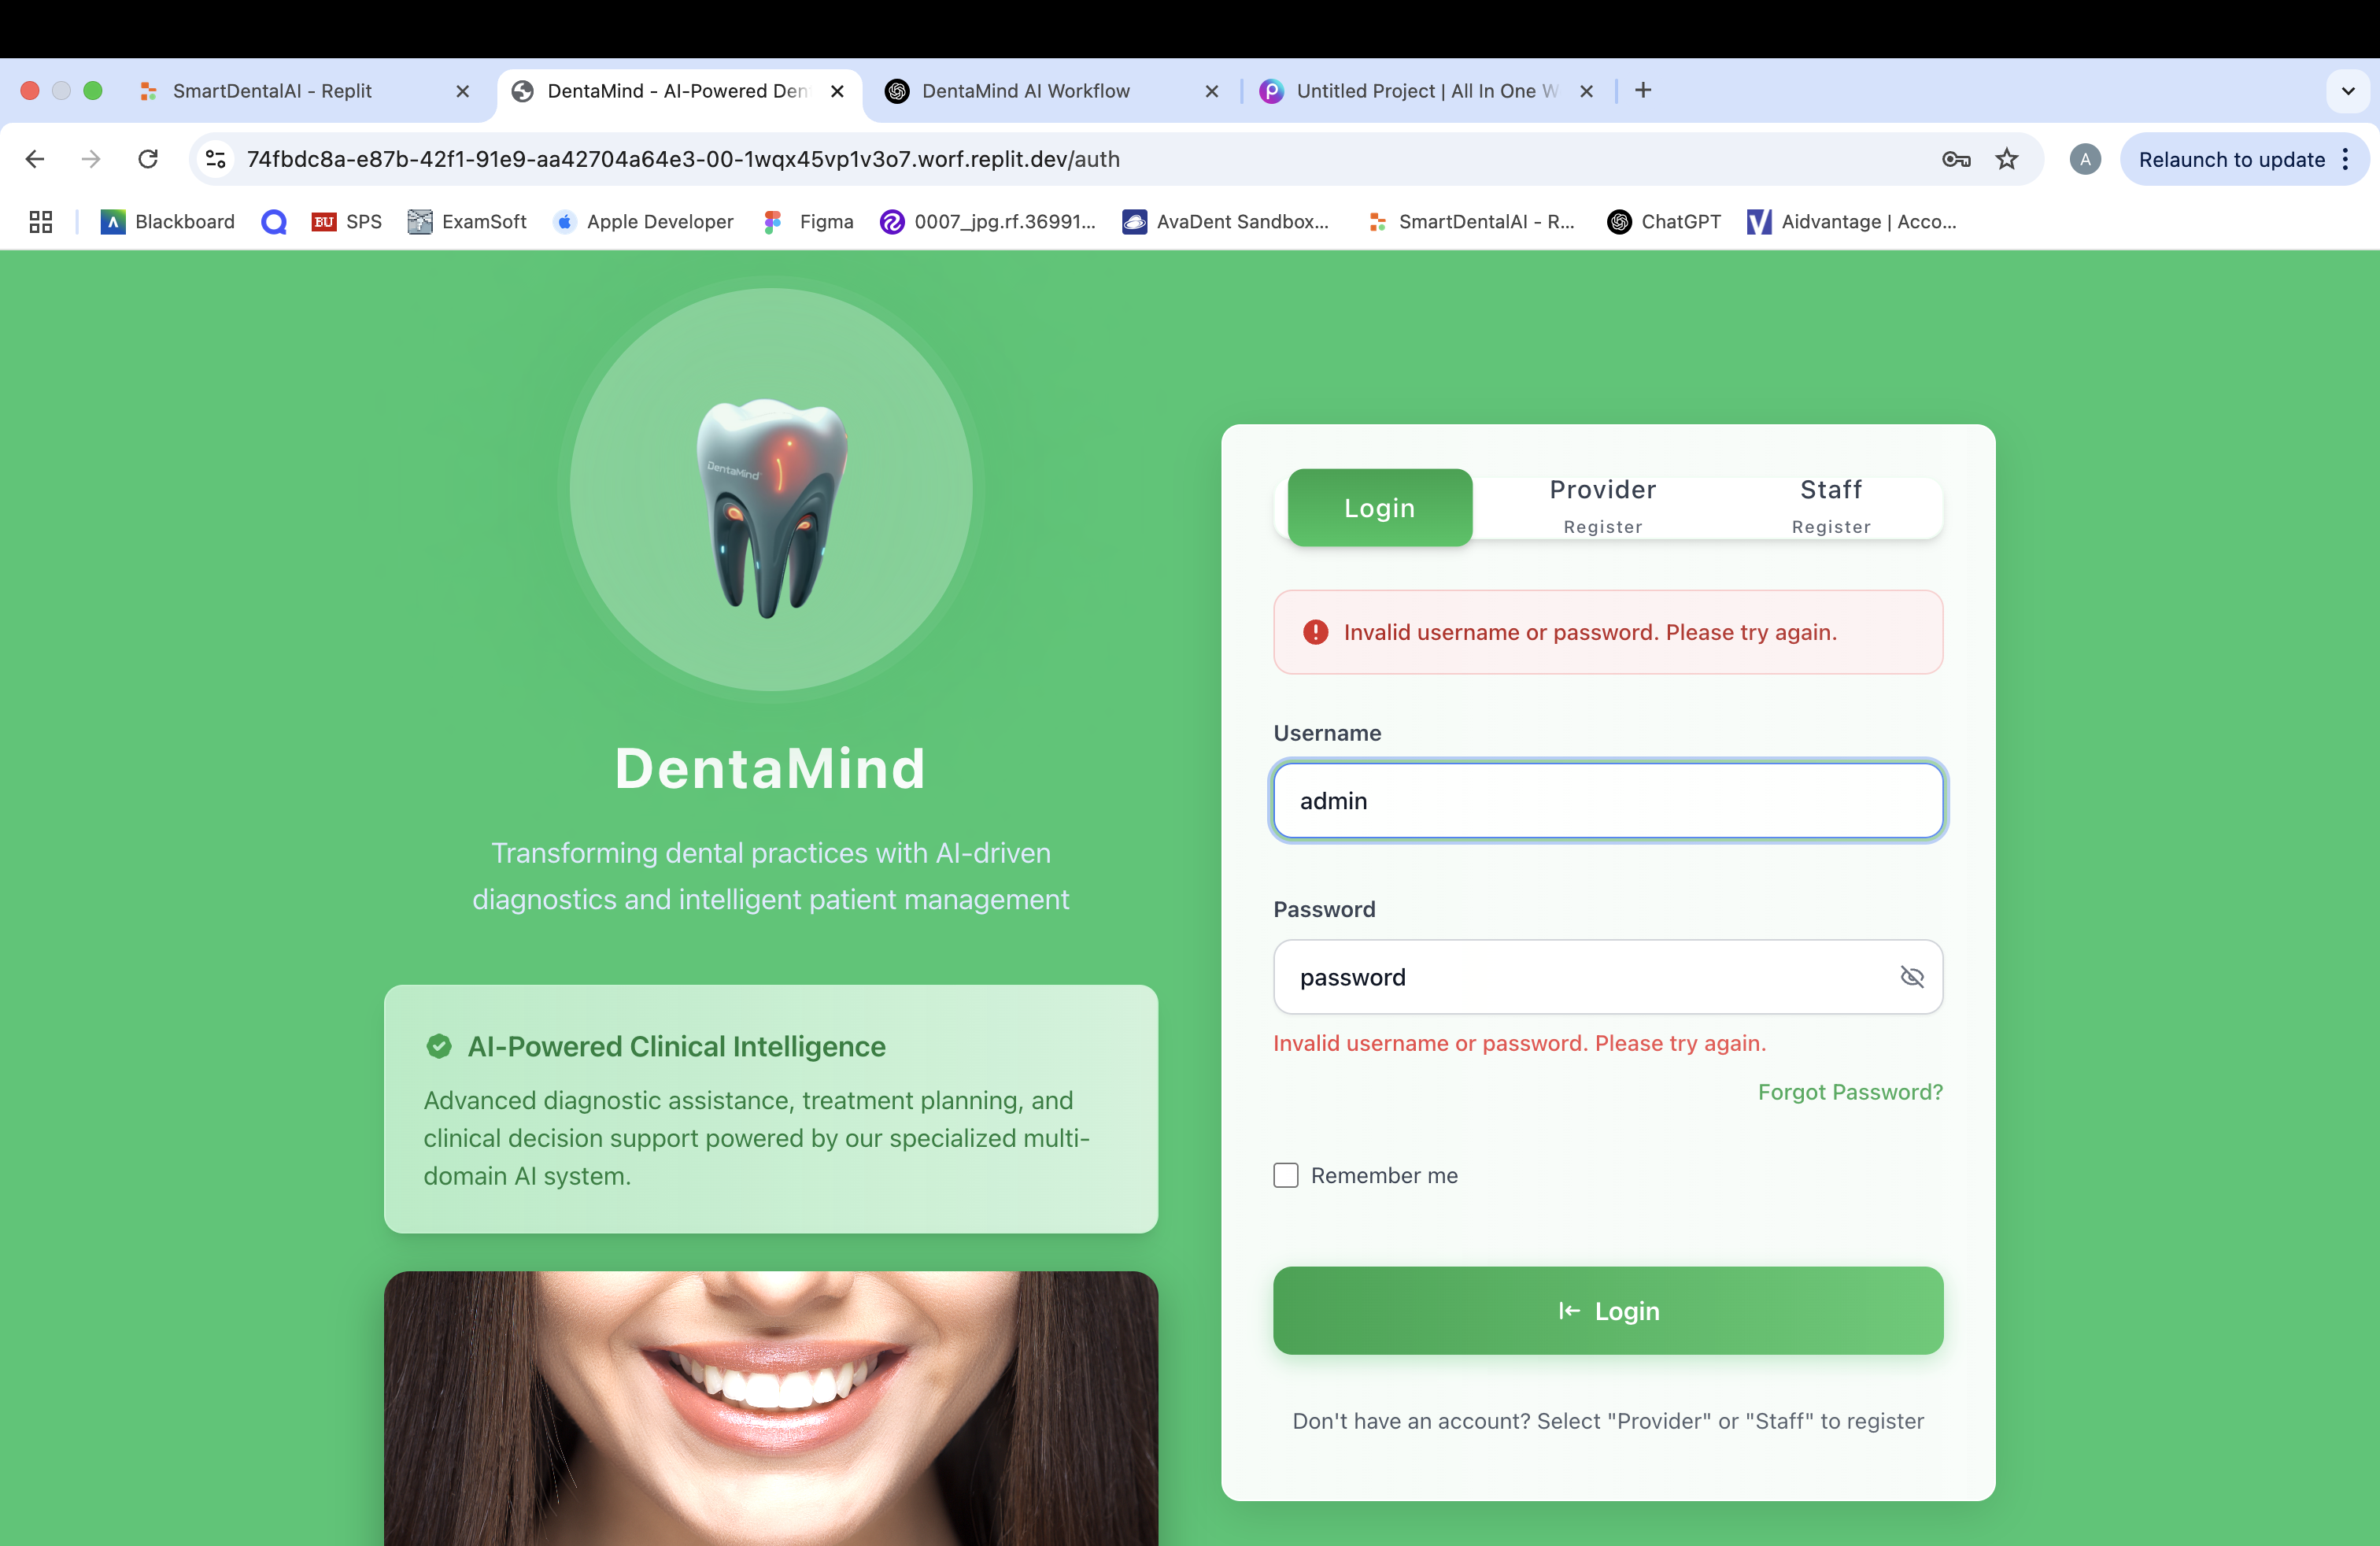 SmartDentalAI - Replit
DentaMind - AI-Powered Den
DentaMind AI Workflow
Untitled Project | All In One W
74fbdc8a-e87b-42f1-91e9-aa42704a64e3-00-1wqx45vp1v3o7.worf.replit.dev/auth
A
Relaunch to update
Blackboard
BU SPS
ExamSoft
Apple Developer
Figma
0007_jpg.rf.36991...
AvaDent Sandbox...
SmartDentalAI - R...
ChatGPT
Aidvantage | Acco...
DentaMind
DentaMind
Transforming dental practices with AI-driven
diagnostics and intelligent patient management
AI-Powered Clinical Intelligence
Advanced diagnostic assistance, treatment planning, and
clinical decision support powered by our specialized multi-
domain AI system.
Login
Provider
Register
Staff
Register
Invalid username or password. Please try again.
Username
admin
Password
password
Invalid username or password. Please try again.
Forgot Password?
Remember me
Login
Don't have an account? Select "Provider" or "Staff" to register